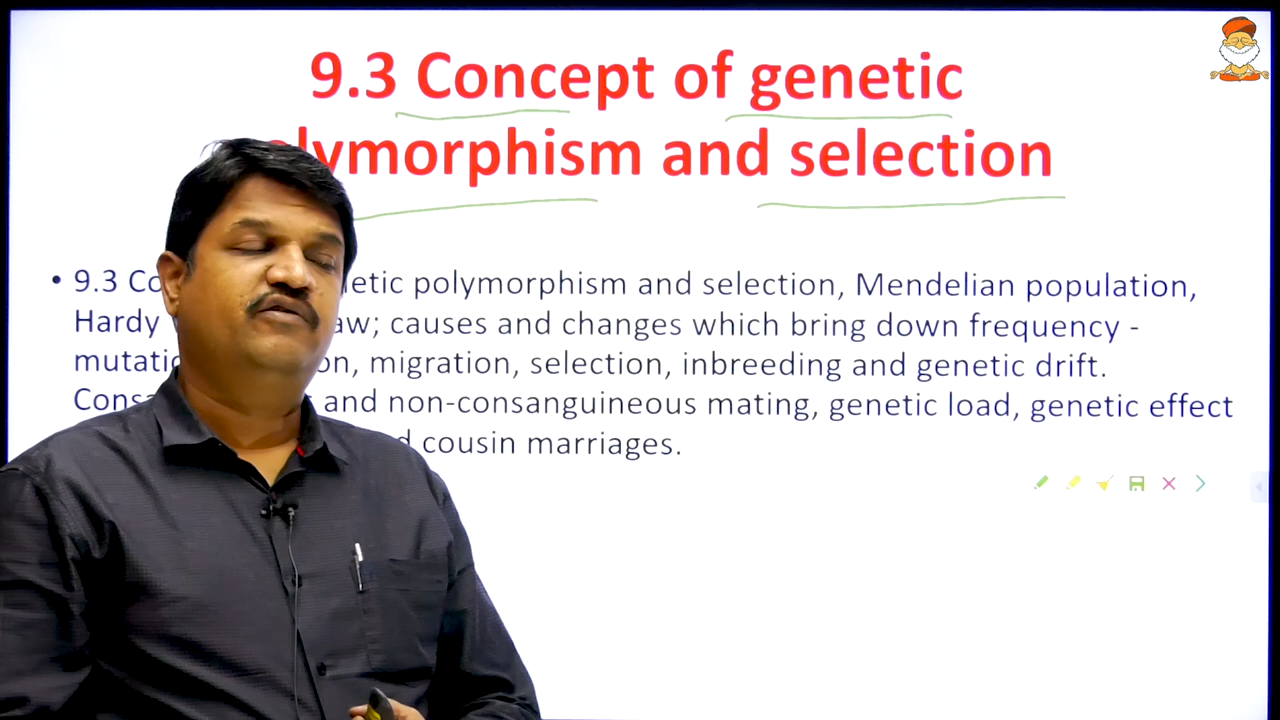 9.3 Concept of genetic
lymorphism and selection
• 9.3 Co etic polymorphism and selection, Mendelian population,
Hardy aw; causes and changes which bring down frequency -
mutati on, migration, selection, inbreeding and genetic drift.
Cons and non-consanguineous mating, genetic load, genetic effect
cousin marriages.